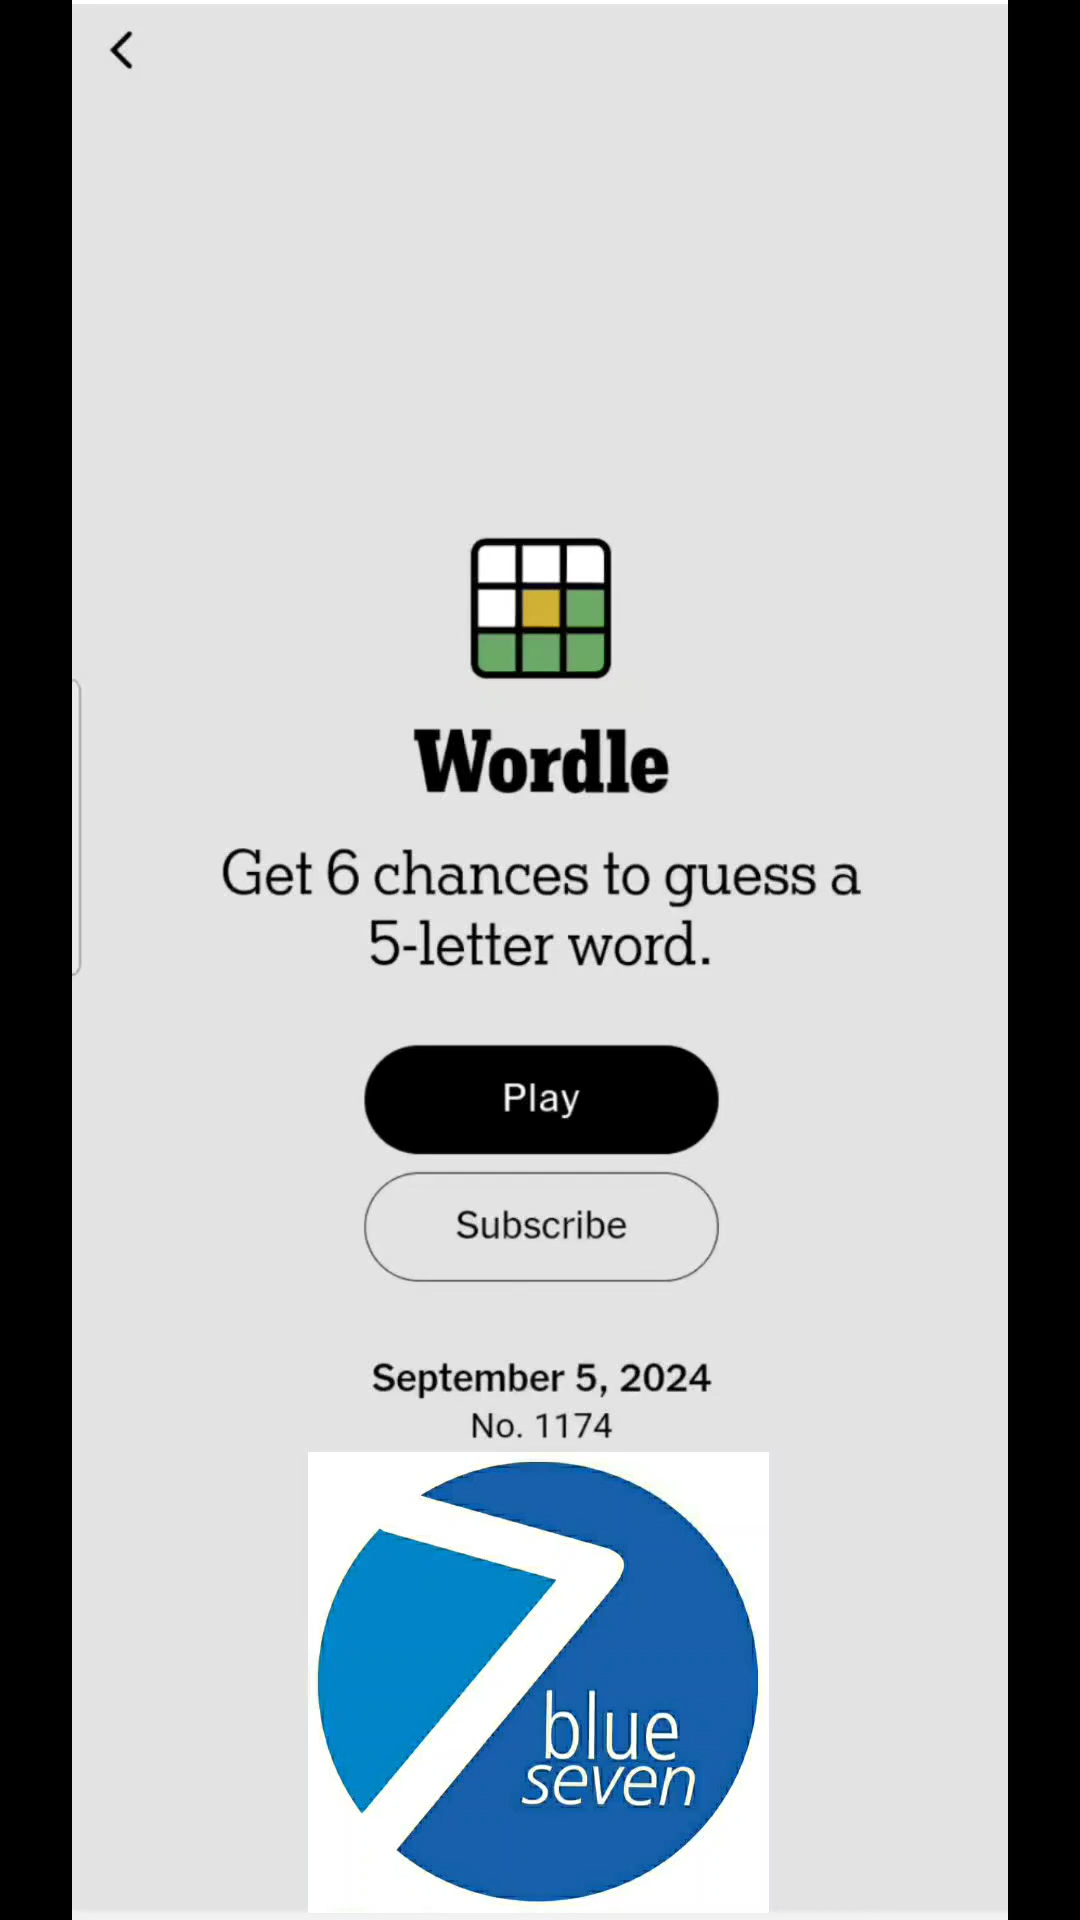 Wordle
Get 6 chances to guess a
5-letter word.
Play
Subscribe
September 5, 2024
No. 1174
blue
seven